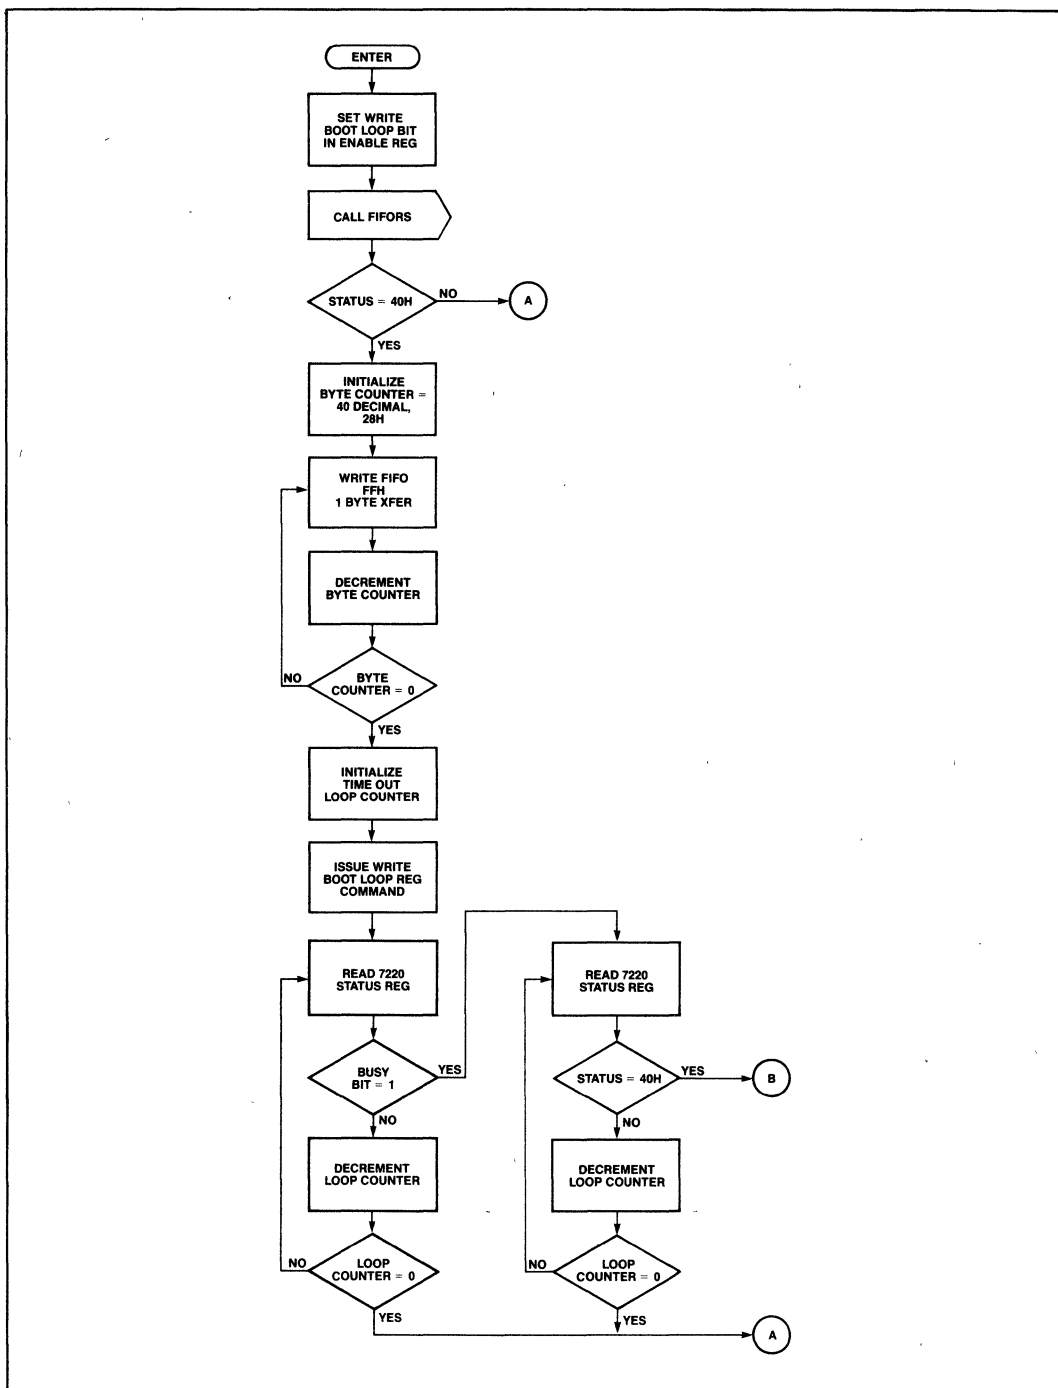 ENTER
SET WRITE
BOOT LOOP BIT
IN ENABLE REG
CALL FIFORS
STATUS = 40H
NO
A
YES
INITIALIZE
BYTE COUNTER =
40 DECIMAL,
28H
WRITE FIFO
FFH
1 BYTE XFER
DECREMENT
BYTE COUNTER
NO
BYTE
COUNTER = 0
YES
INITIALIZE
TIME OUT
LOOP COUNTER
ISSUE WRITE
BOOT LOOP REG
COMMAND
READ 7220
STATUS REG
BUSY
BIT = 1
YES
NO
DECREMENT
LOOP COUNTER
NO
LOOP
COUNTER = 0
YES
READ 7220
STATUS REG
STATUS = 40H
YES
B
NO
DECREMENT
LOOP COUNTER
NO
LOOP
COUNTER = 0
YES
A